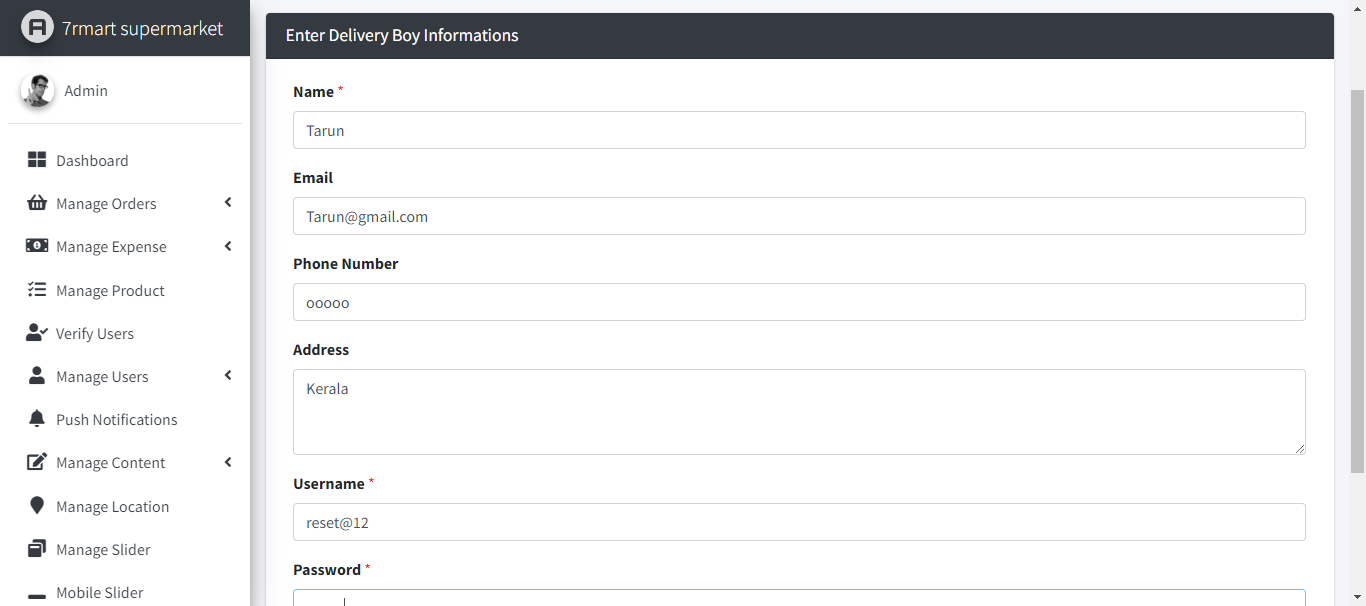 7rmart supermarket
Admin
Dashboard
Manage Orders
Manage Expense
Manage Product
Verify Users
Manage Users
Push Notifications
Manage Content
Manage Location
Manage Slider
Mobile Slider
Enter Delivery Boy Informations
Name *
Tarun
Email
Tarun@gmail.com
Phone Number
ooooo
Address
Kerala
Username *
reset@12
Password *